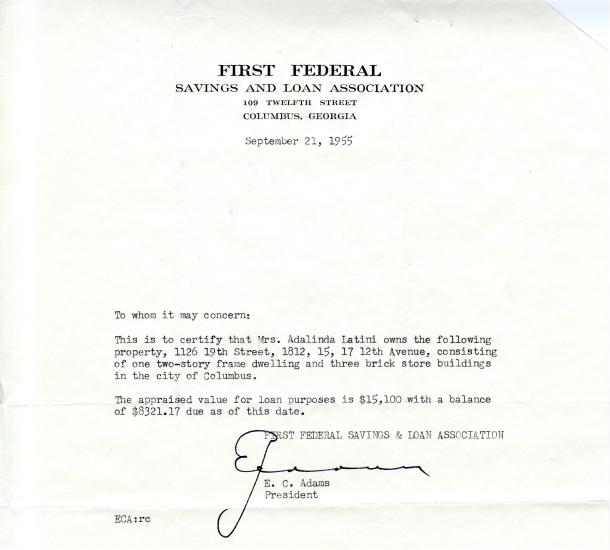 FIRST FEDERAL
SAVINGS AND LOAN ASSOCIATION
109 TWELFTH STREET
COLUMBUS, GEORGIA
September 21, 1955
To whom it may concern:
This is to certify that Mrs. Adalinda Latini owns the following
property, 1126 19th Street, 1812, 15, 17 12th Avenue, consisting
of one two-story frame dwelling and three brick store buildings
in the city of Columbus.
The appraised value for loan purposes is $15,100 with a balance
of $8321.17 due as of this date.
FIRST FEDERAL SAVINGS & LOAN ASSOCIATION
E. C. Adams
President
ECA:rc